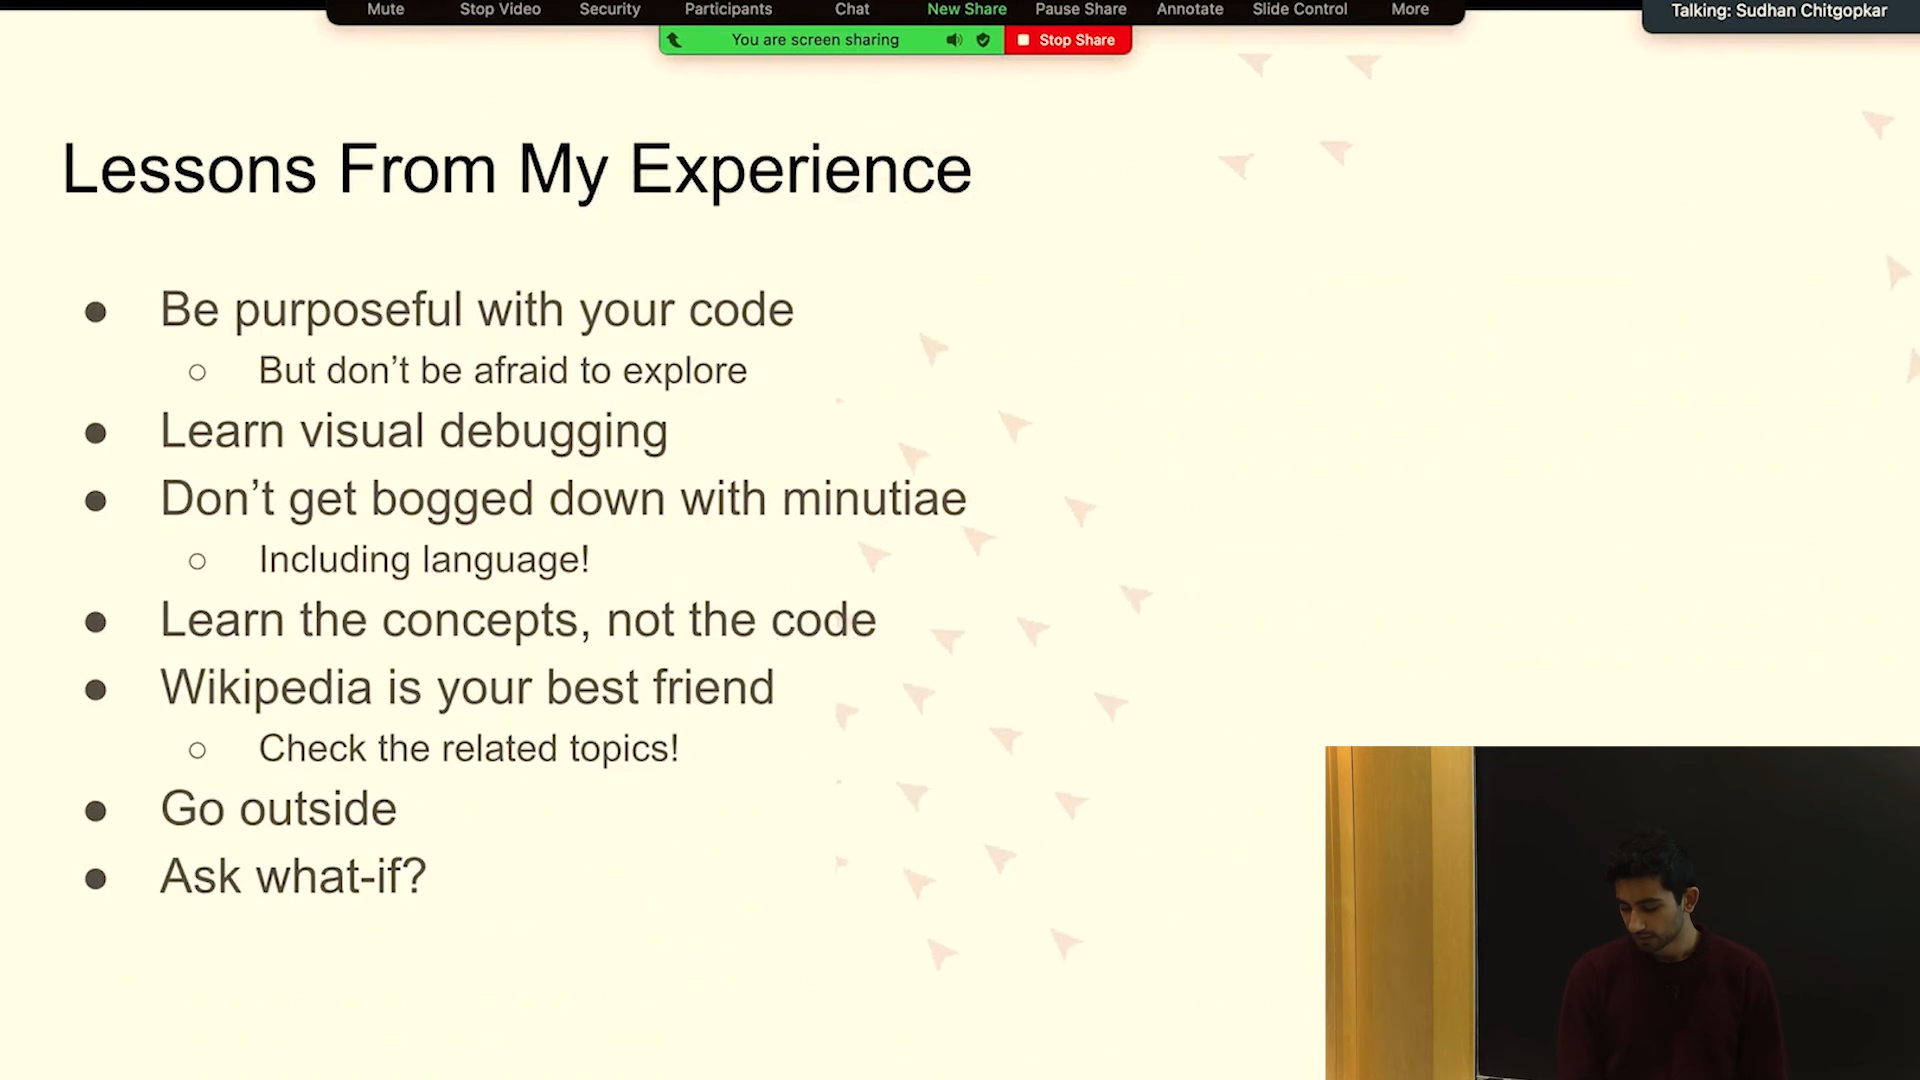 Mute Stop Video Security Participants Chat New Share Pause Share Annotate Slide Control More
Talking: Sudhan Chitgopkar
You are screen sharing Stop Share
Lessons From My Experience
● Be purposeful with your code
○ But don’t be afraid to explore
● Learn visual debugging
● Don’t get bogged down with minutiae
○ Including language!
● Learn the concepts, not the code
● Wikipedia is your best friend
○ Check the related topics!
● Go outside
● Ask what-if?